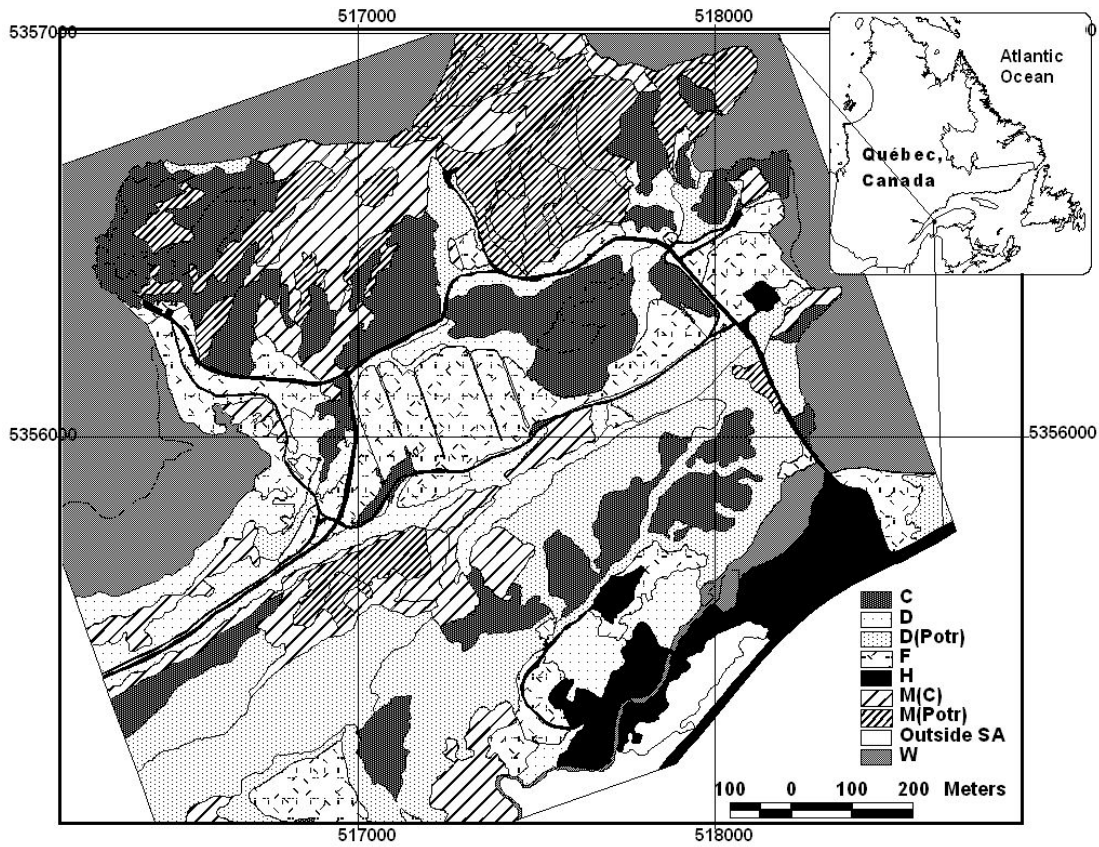 517000
518000
5357000
0
Atlantic
Ocean
Québec,
Canada
5356000
5356000
C
D
D(Potr)
F
H
M(C)
M(Potr)
Outside SA
W
100 0 100 200 Meters
517000
518000